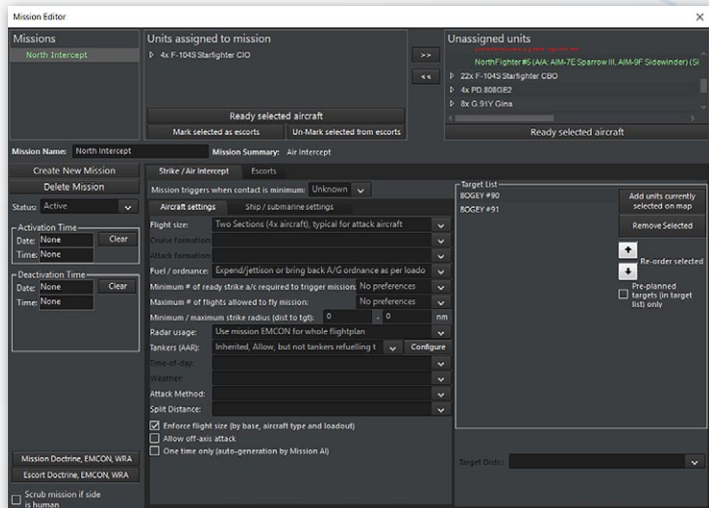 Mission Editor
Missions
North Intercept
Units assigned to mission
4x F-104S Starfighter CIO
>>
<<
Ready selected aircraft
Mark selected as escorts
Un-Mark selected from escorts
Unassigned units
NorthFighter #5 (A/A: AIM-7E Sparrow III, AIM-9F Sidewinder) (Si
22x F-104S Starfighter CBO
4x PD.808GE2
8x G.91Y Gina
Ready selected aircraft
Mission Name: North Intercept
Mission Summary: Air Intercept
Create New Mission
Delete Mission
Status: Active
Activation Time
Date: None Clear
Time: None
Deactivation Time
Date: None Clear
Time: None
Mission Doctrine, EMCON, WRA
Escort Doctrine, EMCON, WRA
Scrub mission if side
is human
Strike / Air Intercept Escorts
Mission triggers when contact is minimum: Unknown
Aircraft settings Ship / submarine settings
Flight size: Two Sections (4x aircraft), typical for attack aircraft
Cruise formation:
Attack formation:
Fuel / ordnance: Expend/jettison or bring back A/G ordnance as per loado
Minimum # of ready strike a/c required to trigger mission: No preferences
Maximum # of flights allowed to fly mission: No preferences
Minimum / maximum strike radius (dist to tgt): 0 - 0 nm
Radar usage: Use mission EMCON for whole flightplan
Tankers (AAR): Inherited, Allow, but not tankers refuelling t Configure
Time-of-day:
Weather:
Attack Method:
Split Distance:
Enforce flight size (by base, aircraft type and loadout)
Allow off-axis attack
One time only (auto-generation by Mission AI)
Target List
BOGEY #90
BOGEY #91
Add units currently
selected on map
Remove Selected
Re-order selected
Pre-planned
targets (in target
list) only
Target Dists.: